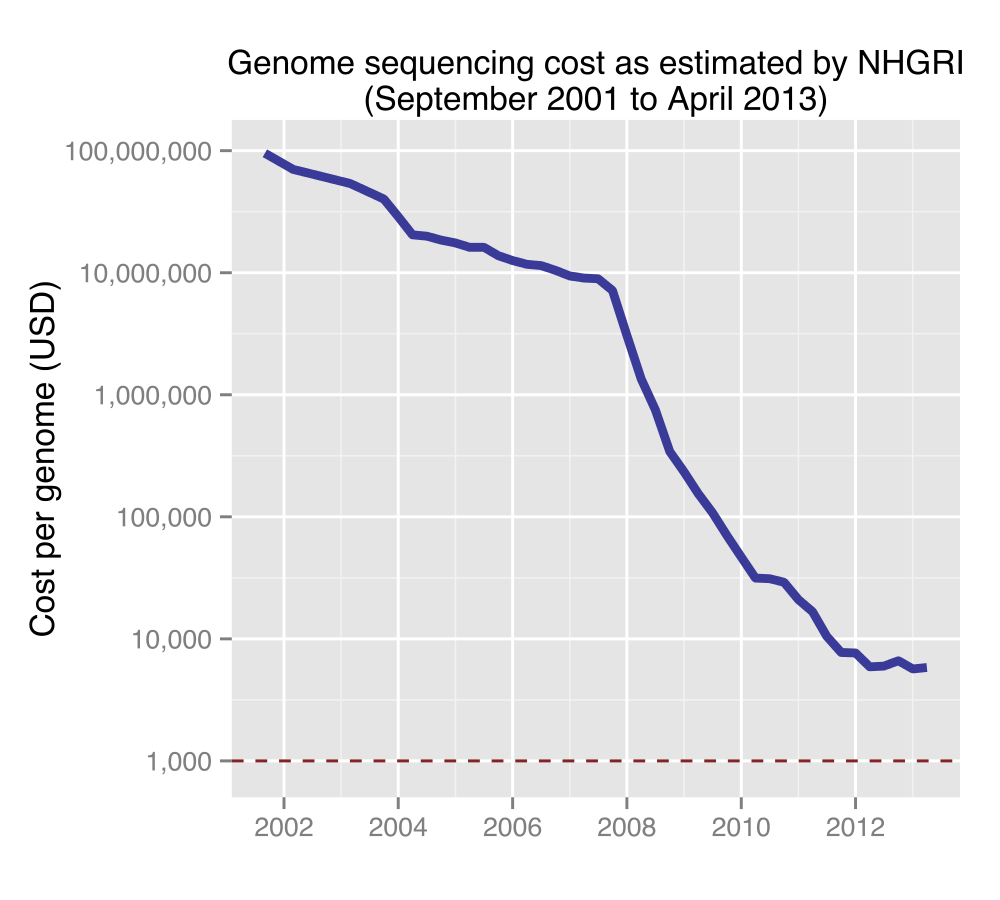 Genome sequencing cost as estimated by NHGRI
(September 2001 to April 2013)
Cost per genome (USD)
100,000,000
10,000,000
1,000,000
100,000
10,000
1,000
2002 2004 2006 2008 2010 2012